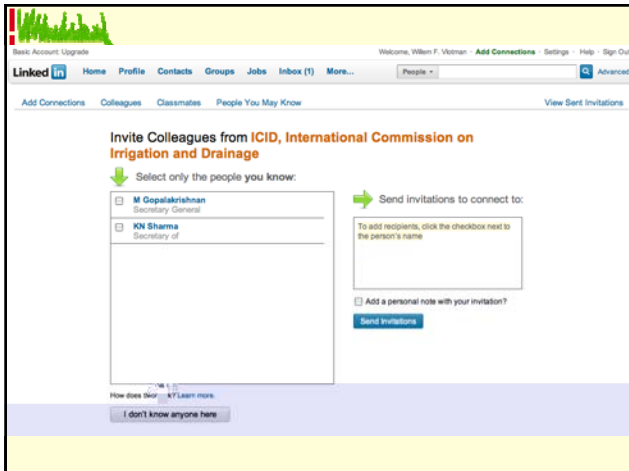 Basic Account: Upgrade
Welcome, Willem F. Vlotman · Add Connections · Settings · Help · Sign Out
Linked in Home Profile Contacts Groups Jobs Inbox (1) More... People Advanced
Add Connections Colleagues Classmates People You May Know View Sent Invitations
Invite Colleagues from ICID, International Commission on
Irrigation and Drainage
Select only the people you know:
M Gopalakrishnan
Secretary General
KN Sharma
Secretary of
Send invitations to connect to:
To add recipients, click the checkbox next to
the person's name
Add a personal note with your invitation?
Send Invitations
How does Learn more.
I don't know anyone here